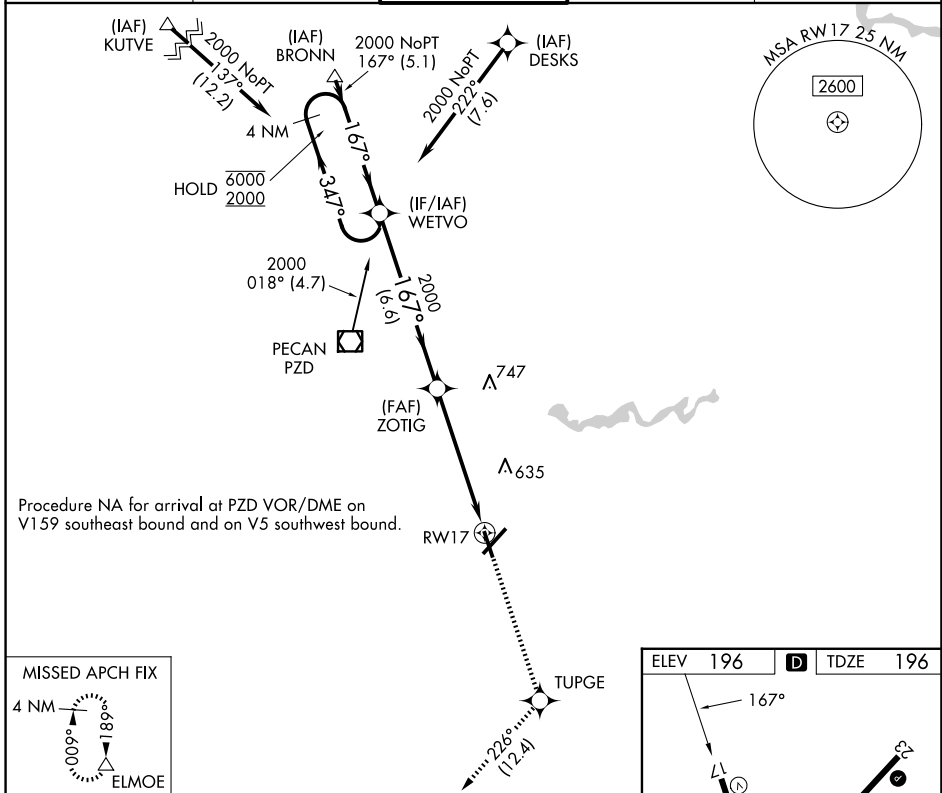 (IAF)
KUTVE
2000 NoPT
137°
(12.2)
(IAF)
BRONN
2000 NoPT
167° (5.1)
(IAF)
DESKS
2000 NoPT
222°
(7.6)
MSA RW17 25 NM
2600
4 NM
167°
347°
HOLD
6000
2000
(IF/IAF)
WETVO
2000
018° (4.7)
2000
167°
(6.6)
PECAN
PZD
747
(FAF)
ZOTIG
635
Procedure NA for arrival at PZD VOR/DME on
V159 southeast bound and on V5 southwest bound.
RW17
TUPGE
226°
(12.4)
MISSED APCH FIX
4 NM
009°
189°
ELMOE
ELEV 196 D TDZE 196
167°
17
V
23
P